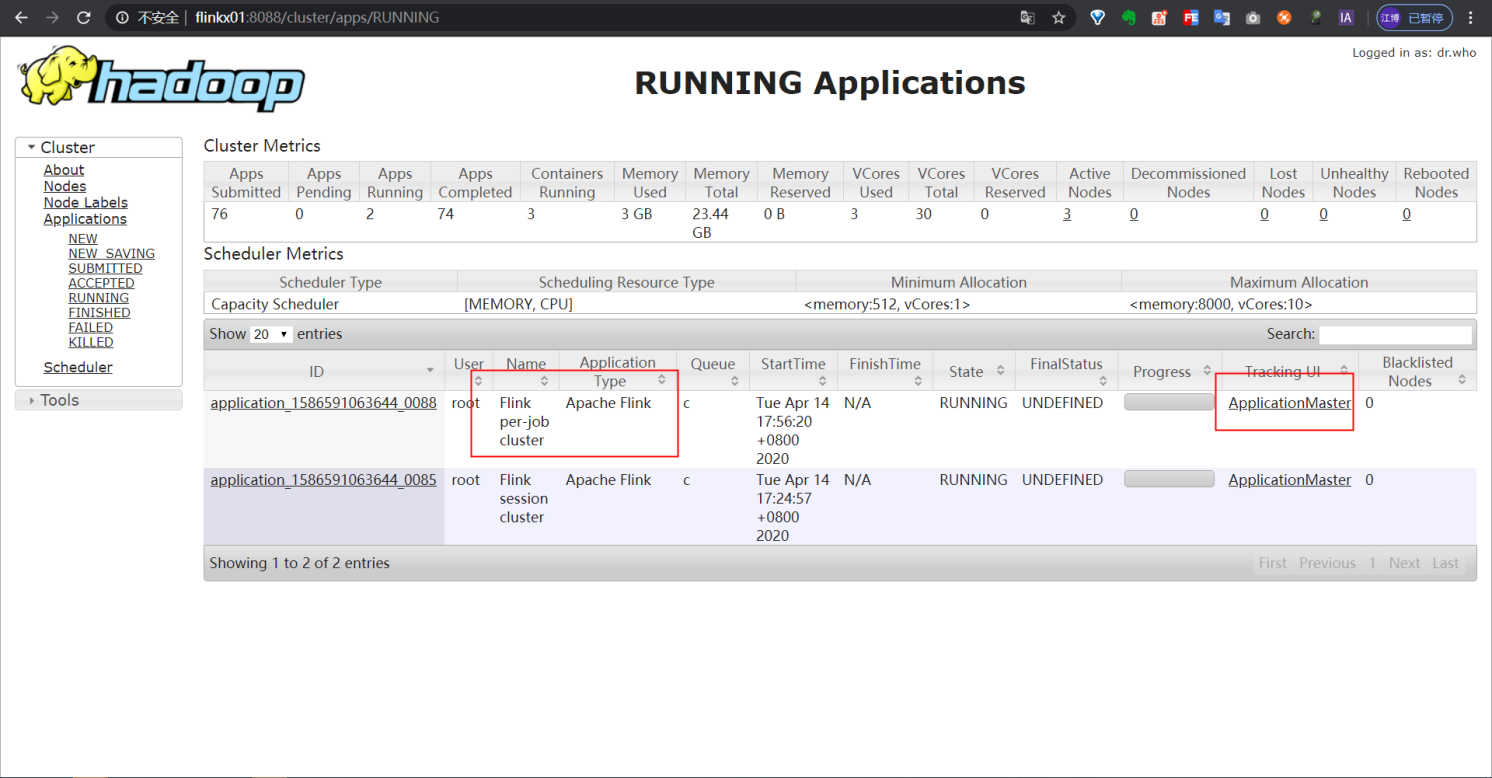 不安全 | flinkx01:8088/cluster/apps/RUNNING
FE
IA
江博 已暂停
Logged in as: dr.who
hadoop
RUNNING Applications
Cluster
About
Nodes
Node Labels
Applications
NEW
NEW_SAVING
SUBMITTED
ACCEPTED
RUNNING
FINISHED
FAILED
KILLED
Scheduler
Tools
Cluster Metrics
Apps Submitted Apps Pending Apps Running Apps Completed Containers Running Memory Used Memory Total Memory Reserved VCores Used VCores Total VCores Reserved Active Nodes Decommissioned Nodes Lost Nodes Unhealthy Nodes Rebooted Nodes
76 0 2 74 3 3 GB 23.44 GB 0 B 3 30 0 3 0 0 0 0
Scheduler Metrics
Scheduler Type Scheduling Resource Type Minimum Allocation Maximum Allocation
Capacity Scheduler [MEMORY, CPU] <memory:512, vCores:1> <memory:8000, vCores:10>
Show 20 entries Search:
ID User Name Application Type Queue StartTime FinishTime State FinalStatus Progress Tracking UI Blacklisted Nodes
application_1586591063644_0088 root Flink per-job cluster Apache Flink c Tue Apr 14 17:56:20 +0800 2020 N/A RUNNING UNDEFINED ApplicationMaster 0
application_1586591063644_0085 root Flink session cluster Apache Flink c Tue Apr 14 17:24:57 +0800 2020 N/A RUNNING UNDEFINED ApplicationMaster 0
Showing 1 to 2 of 2 entries First Previous 1 Next Last